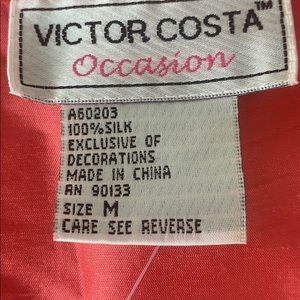 VICTOR COSTA™
Occasion
A60203
100%SILK
EXCLUSIVE OF
DECORATIONS
MADE IN CHINA
RN 90133
SIZE M
CARE SEE REVERSE